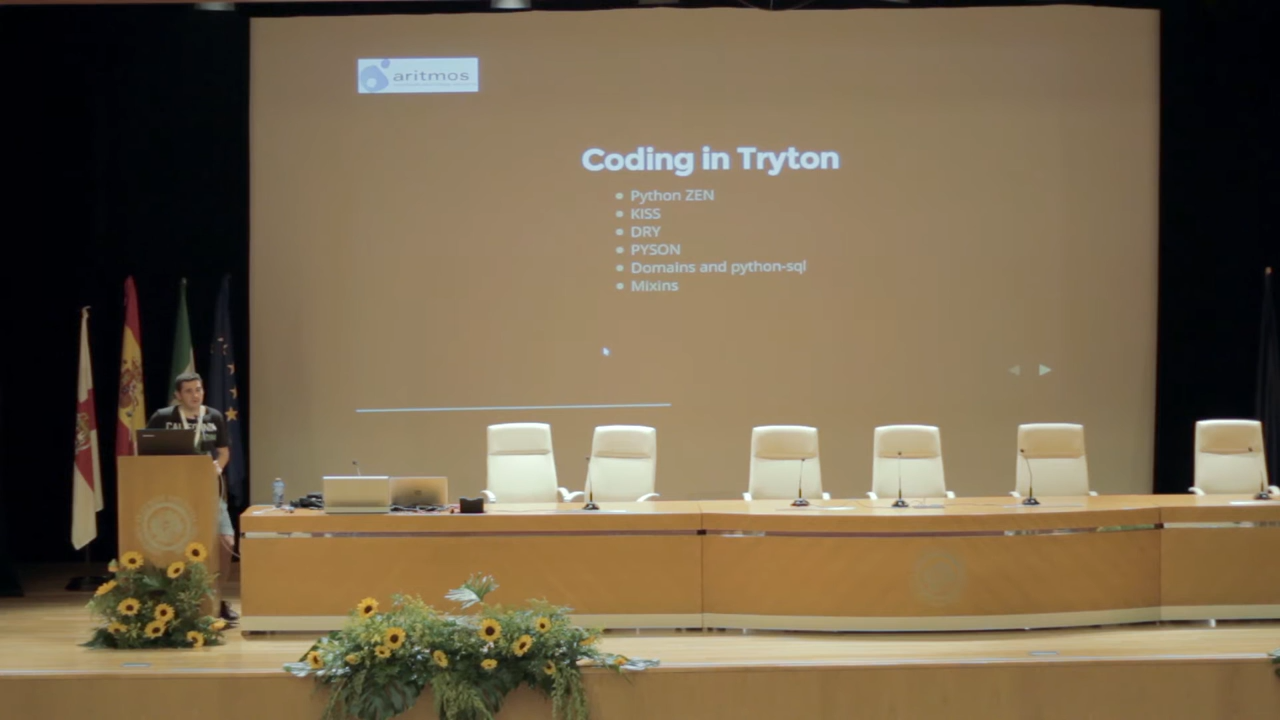 aritmos
Coding in Tryton
Python ZEN
KISS
DRY
PYSON
Domains and python-sql
Mixins